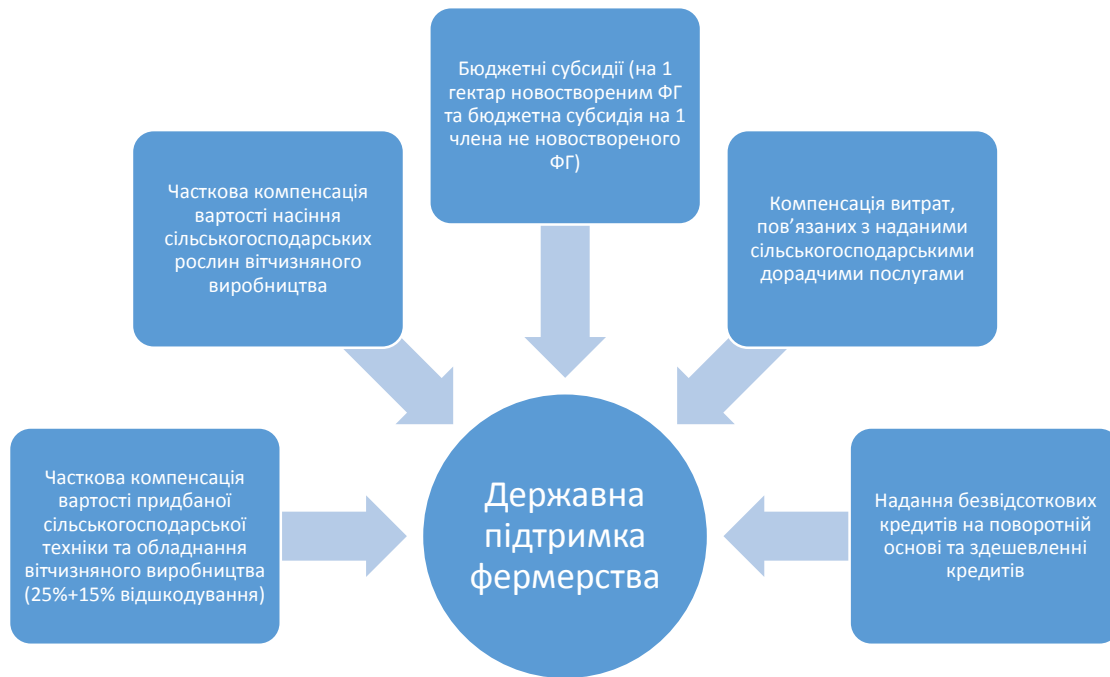 Бюджетні субсидії (на 1
гектар новоствореним ФГ
та бюджетна субсидія на 1
члена не новоствореного
ФГ)
Часткова компенсація
вартості насіння
сільськогосподарських
рослин вітчизняного
виробництва
Компенсація витрат,
пов’язаних з наданими
сільськогосподарськими
дорадчими послугами
Часткова компенсація
вартості придбаної
сільськогосподарської
техніки та обладнання
вітчизняного виробництва
(25%+15% відшкодування)
Державна
підтримка
фермерства
Надання безвідсоткових
кредитів на поворотній
основі та здешевленні
кредитів